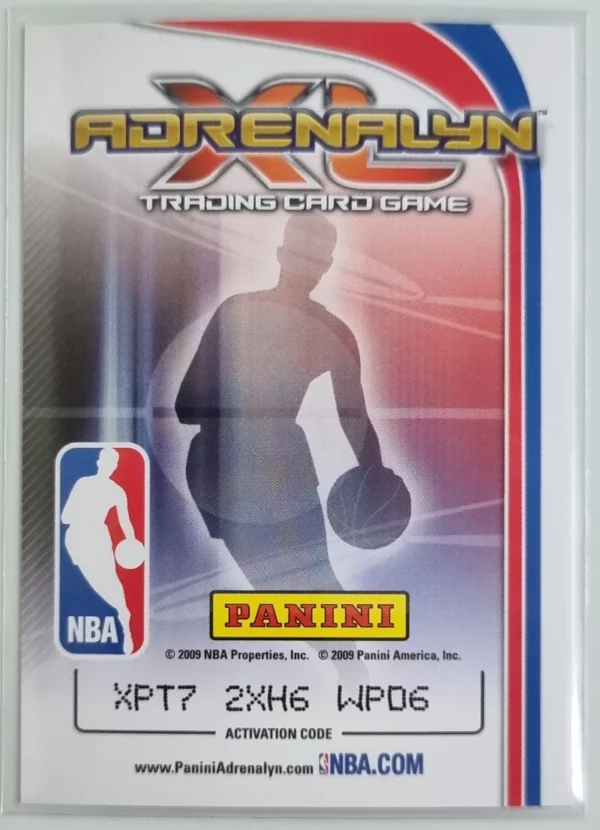 XL
ADRENALYN™
TRADING CARD GAME
NBA
PANINI
© 2009 NBA Properties, Inc. © 2009 Panini America, Inc.
XPT7 2XH6 WP06
ACTIVATION CODE
www.PaniniAdrenalyn.com NBA.COM